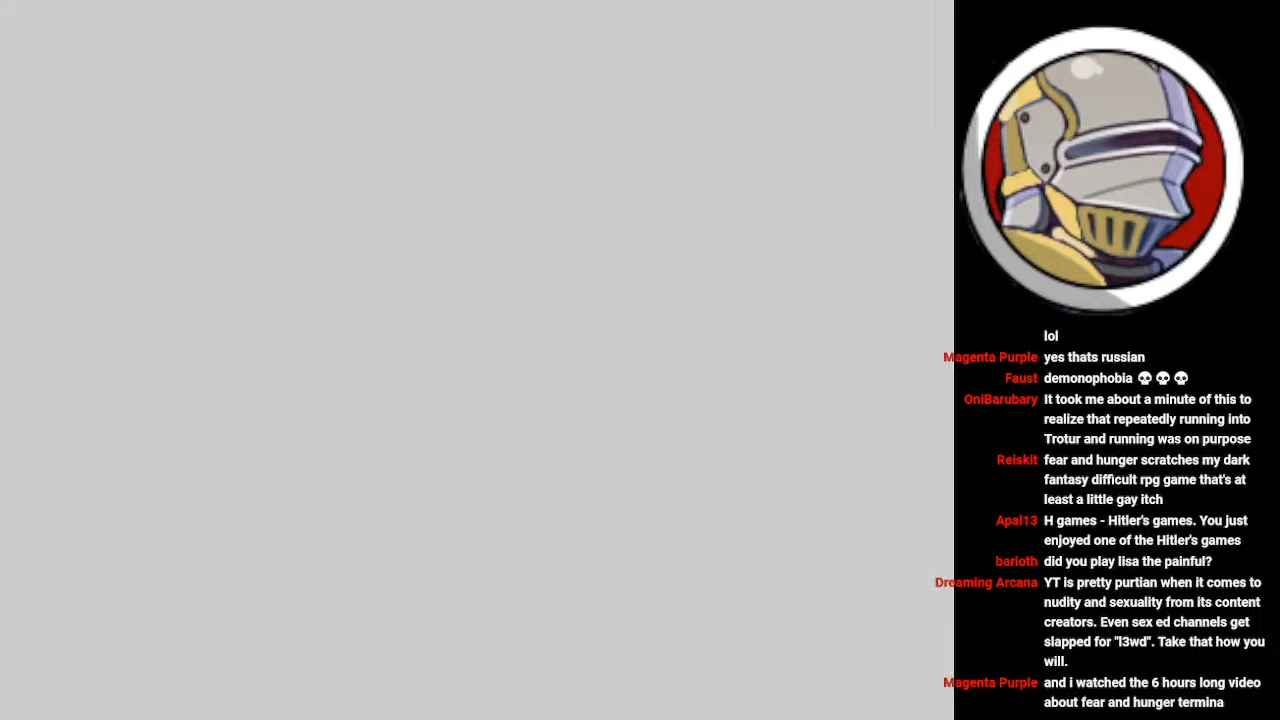 lol
Magenta Purple yes thats russian
Faust demonophobia 💀💀💀
OniBarubary It took me about a minute of this to
realize that repeatedly running into
Trotur and running was on purpose
Reiskit fear and hunger scratches my dark
fantasy difficult rpg game that's at
least a little gay itch
Apal13 H games - Hitler's games. You just
enjoyed one of the Hitler's games
barioth did you play lisa the painful?
Dreaming Arcana YT is pretty purtian when it comes to
nudity and sexuality from its content
creators. Even sex ed channels get
slapped for "l3wd". Take that how you
will.
Magenta Purple and i watched the 6 hours long video
about fear and hunger termina